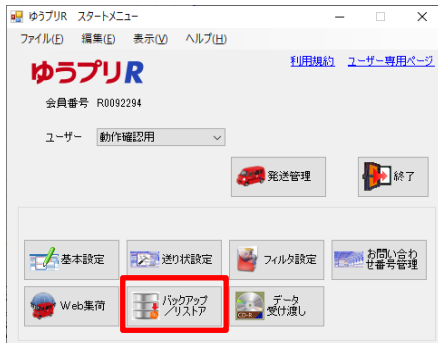 ゆうプリR スタートメニュー
ファイル(F) 編集(E) 表示(V) ヘルプ(H)
利用規約 ユーザー専用ページ
ゆうプリR
会員番号 R0092294
ユーザー 動作確認用
発送管理
終了
基本設定
送り状設定
フィルタ設定
お問い合わ
せ番号管理
Web集荷
バックアップ
/リストア
CD-R
データ
受け渡し